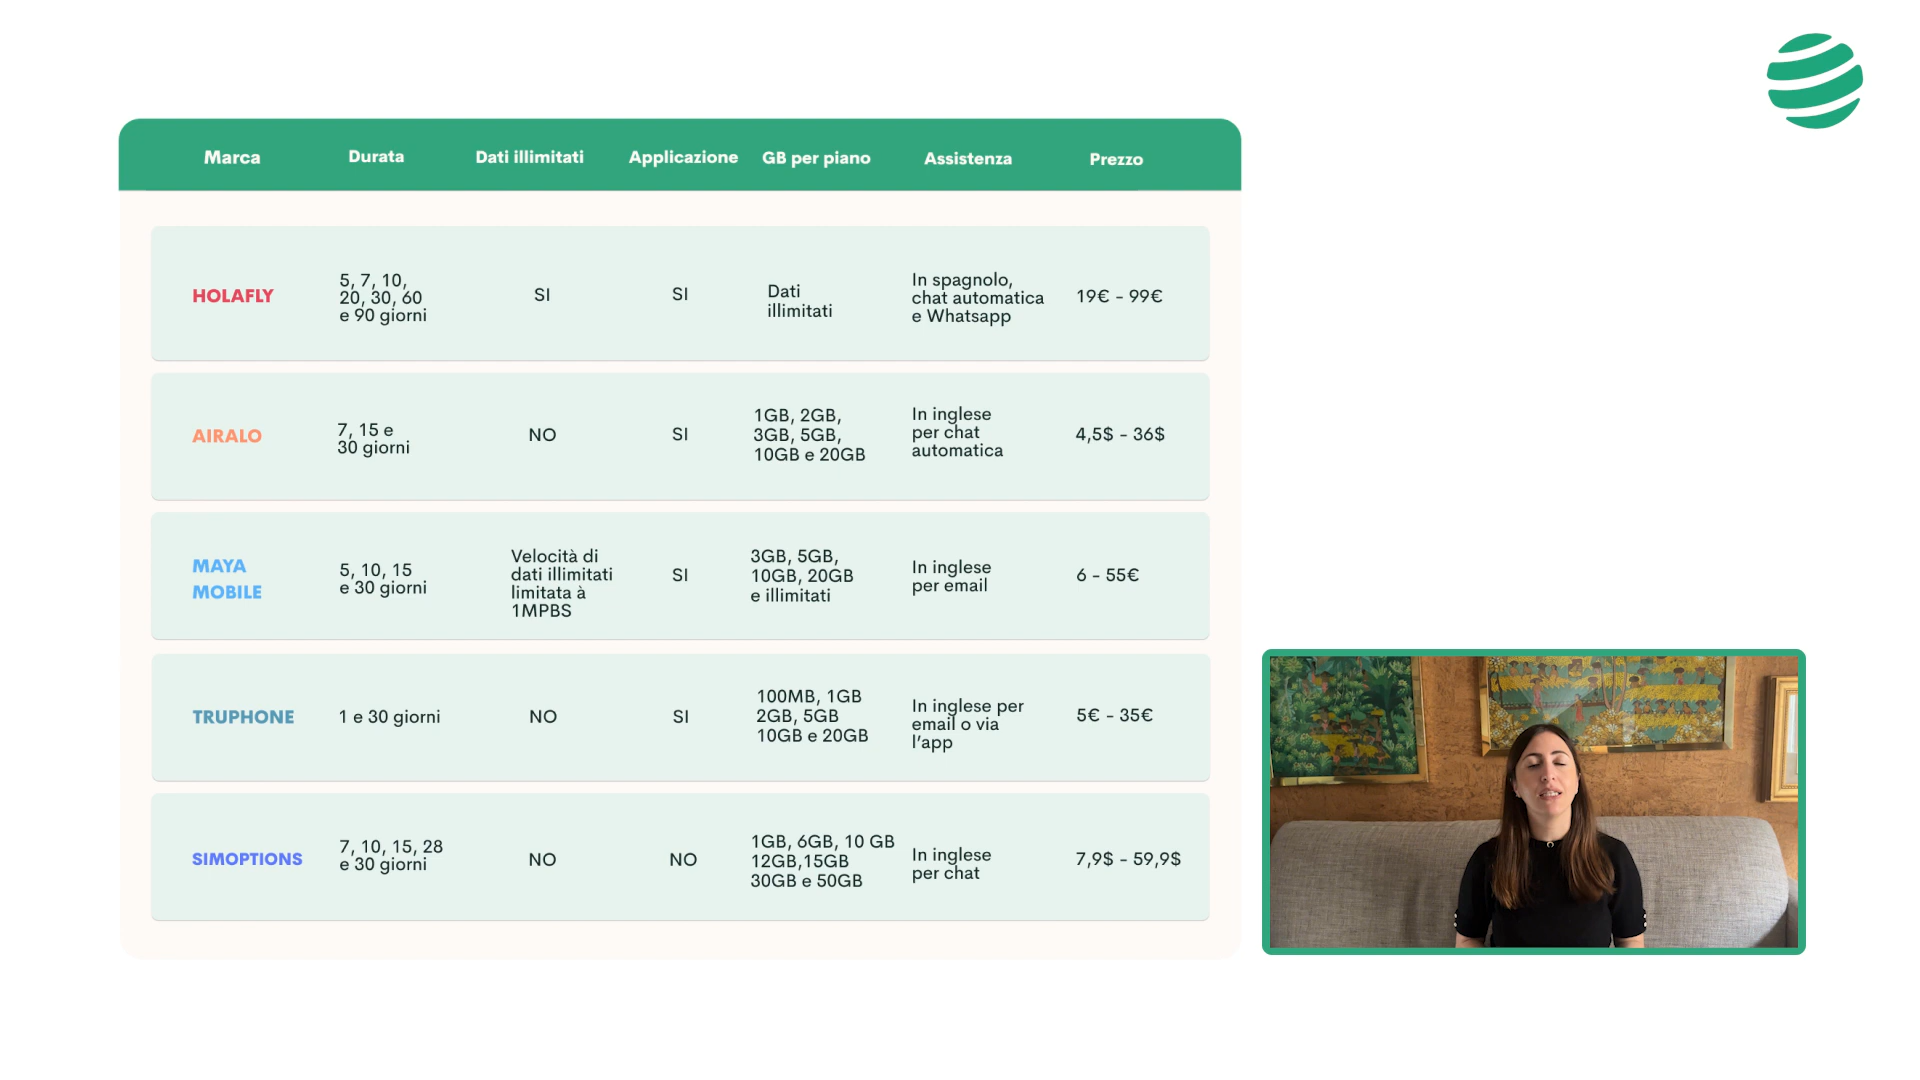 Marca Durata Dati illimitati Applicazione GB per piano Assistenza Prezzo
HOLAFLY
5, 7, 10,
20, 30, 60
e 90 giorni
SI
SI
Dati
illimitati
In spagnolo,
chat automatica
e Whatsapp
19€ - 99€
AIRALO
7, 15 e
30 giorni
NO
SI
1GB, 2GB,
3GB, 5GB,
10GB e 20GB
In inglese
per chat
automatica
4,5$ - 36$
MAYA
MOBILE
5, 10, 15
e 30 giorni
Velocità di
dati illimitati
limitata à
1MPBS
SI
3GB, 5GB,
10GB, 20GB
e illimitati
In inglese
per email
6 - 55€
TRUPHONE
1 e 30 giorni
NO
SI
100MB, 1GB
2GB, 5GB
10GB e 20GB
In inglese per
email o via
l'app
5€ - 35€
SIMOPTIONS
7, 10, 15, 28
e 30 giorni
NO
NO
1GB, 6GB, 10 GB
12GB,15GB
30GB e 50GB
In inglese
per chat
7,9$ - 59,9$